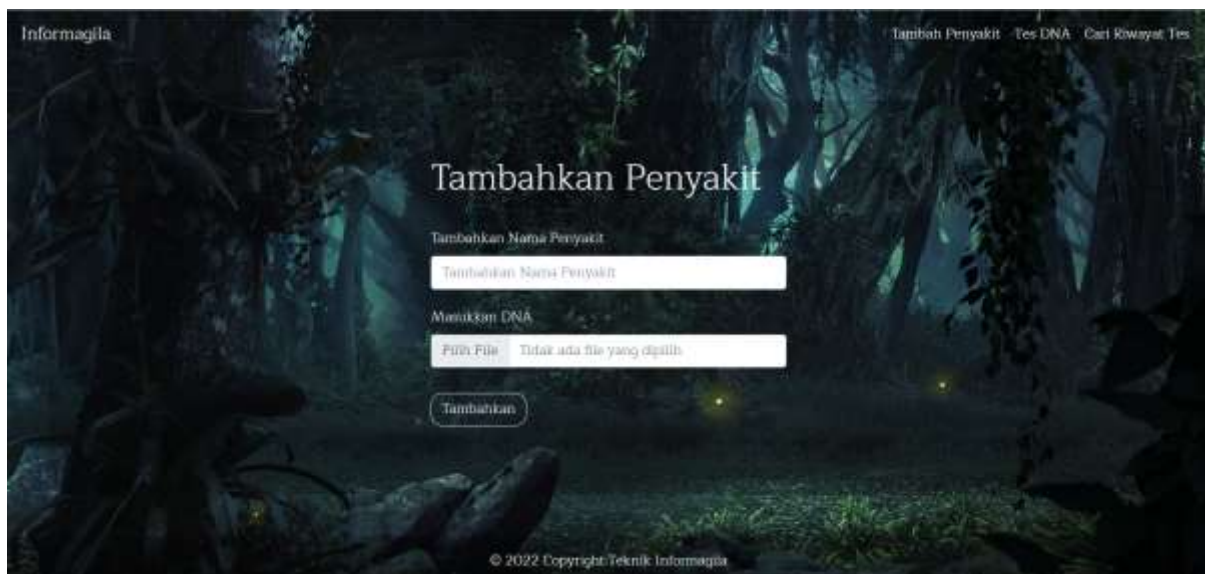 Informagila
Tambah Penyakit Tes DNA Cari Riwayat Tes
Tambahkan Penyakit
Tambahkan Nama Penyakit
Tambahkan Nama Penyakit
Masukkan DNA
Pilih File Tidak ada file yang dipilih
Tambahkan
© 2022 Copyright:Teknik Informagila